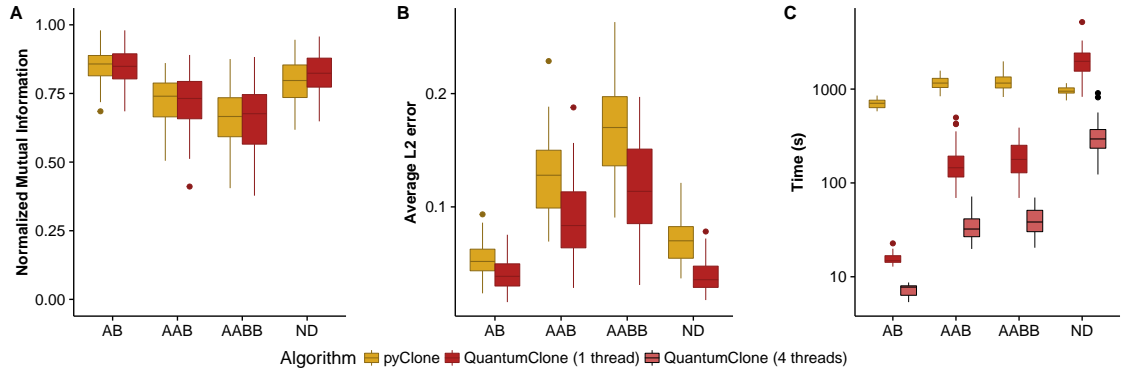 A
Normalized Mutual Information
1.00
0.75
0.50
0.25
0.00
AB AAB AABB ND
B
Average L2 error
0.2
0.1
AB AAB AABB ND
C
Time (s)
1000
100
10
AB AAB AABB ND
Algorithm pyClone QuantumClone (1 thread) QuantumClone (4 threads)